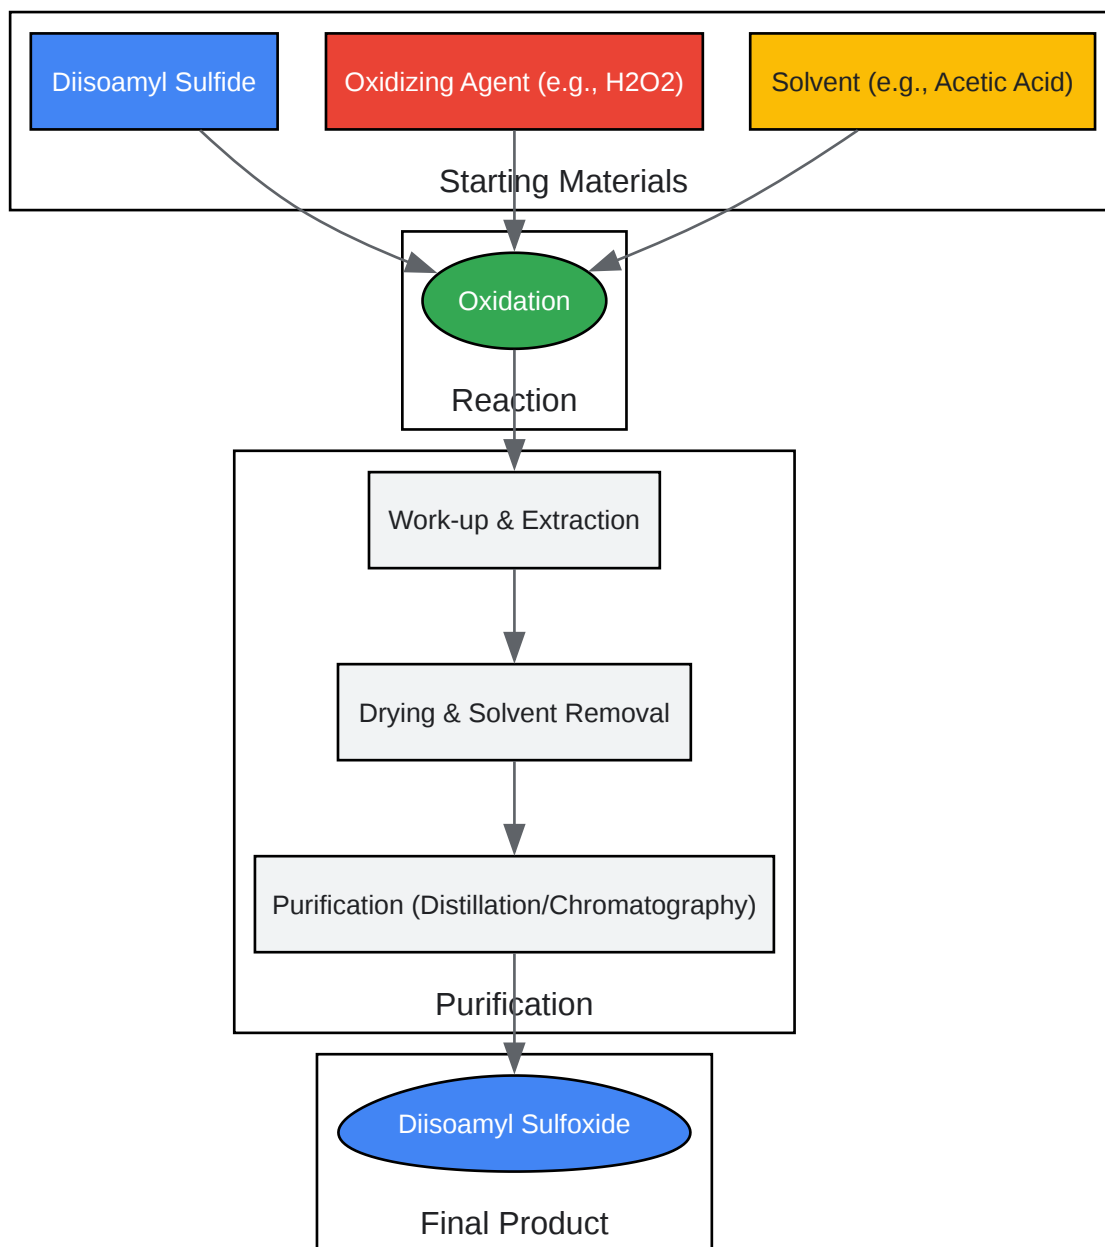 Diisoamyl Sulfide
Oxidizing Agent (e.g., H2O2)
Solvent (e.g., Acetic Acid)
Starting Materials
Oxidation
Reaction
Work-up & Extraction
Drying & Solvent Removal
Purification (Distillation/Chromatography)
Purification
Diisoamyl Sulfoxide
Final Product